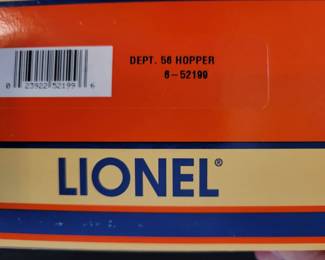 DEPT. 56 HOPPER
6-52199
0 23922 52199 6
LIONEL®